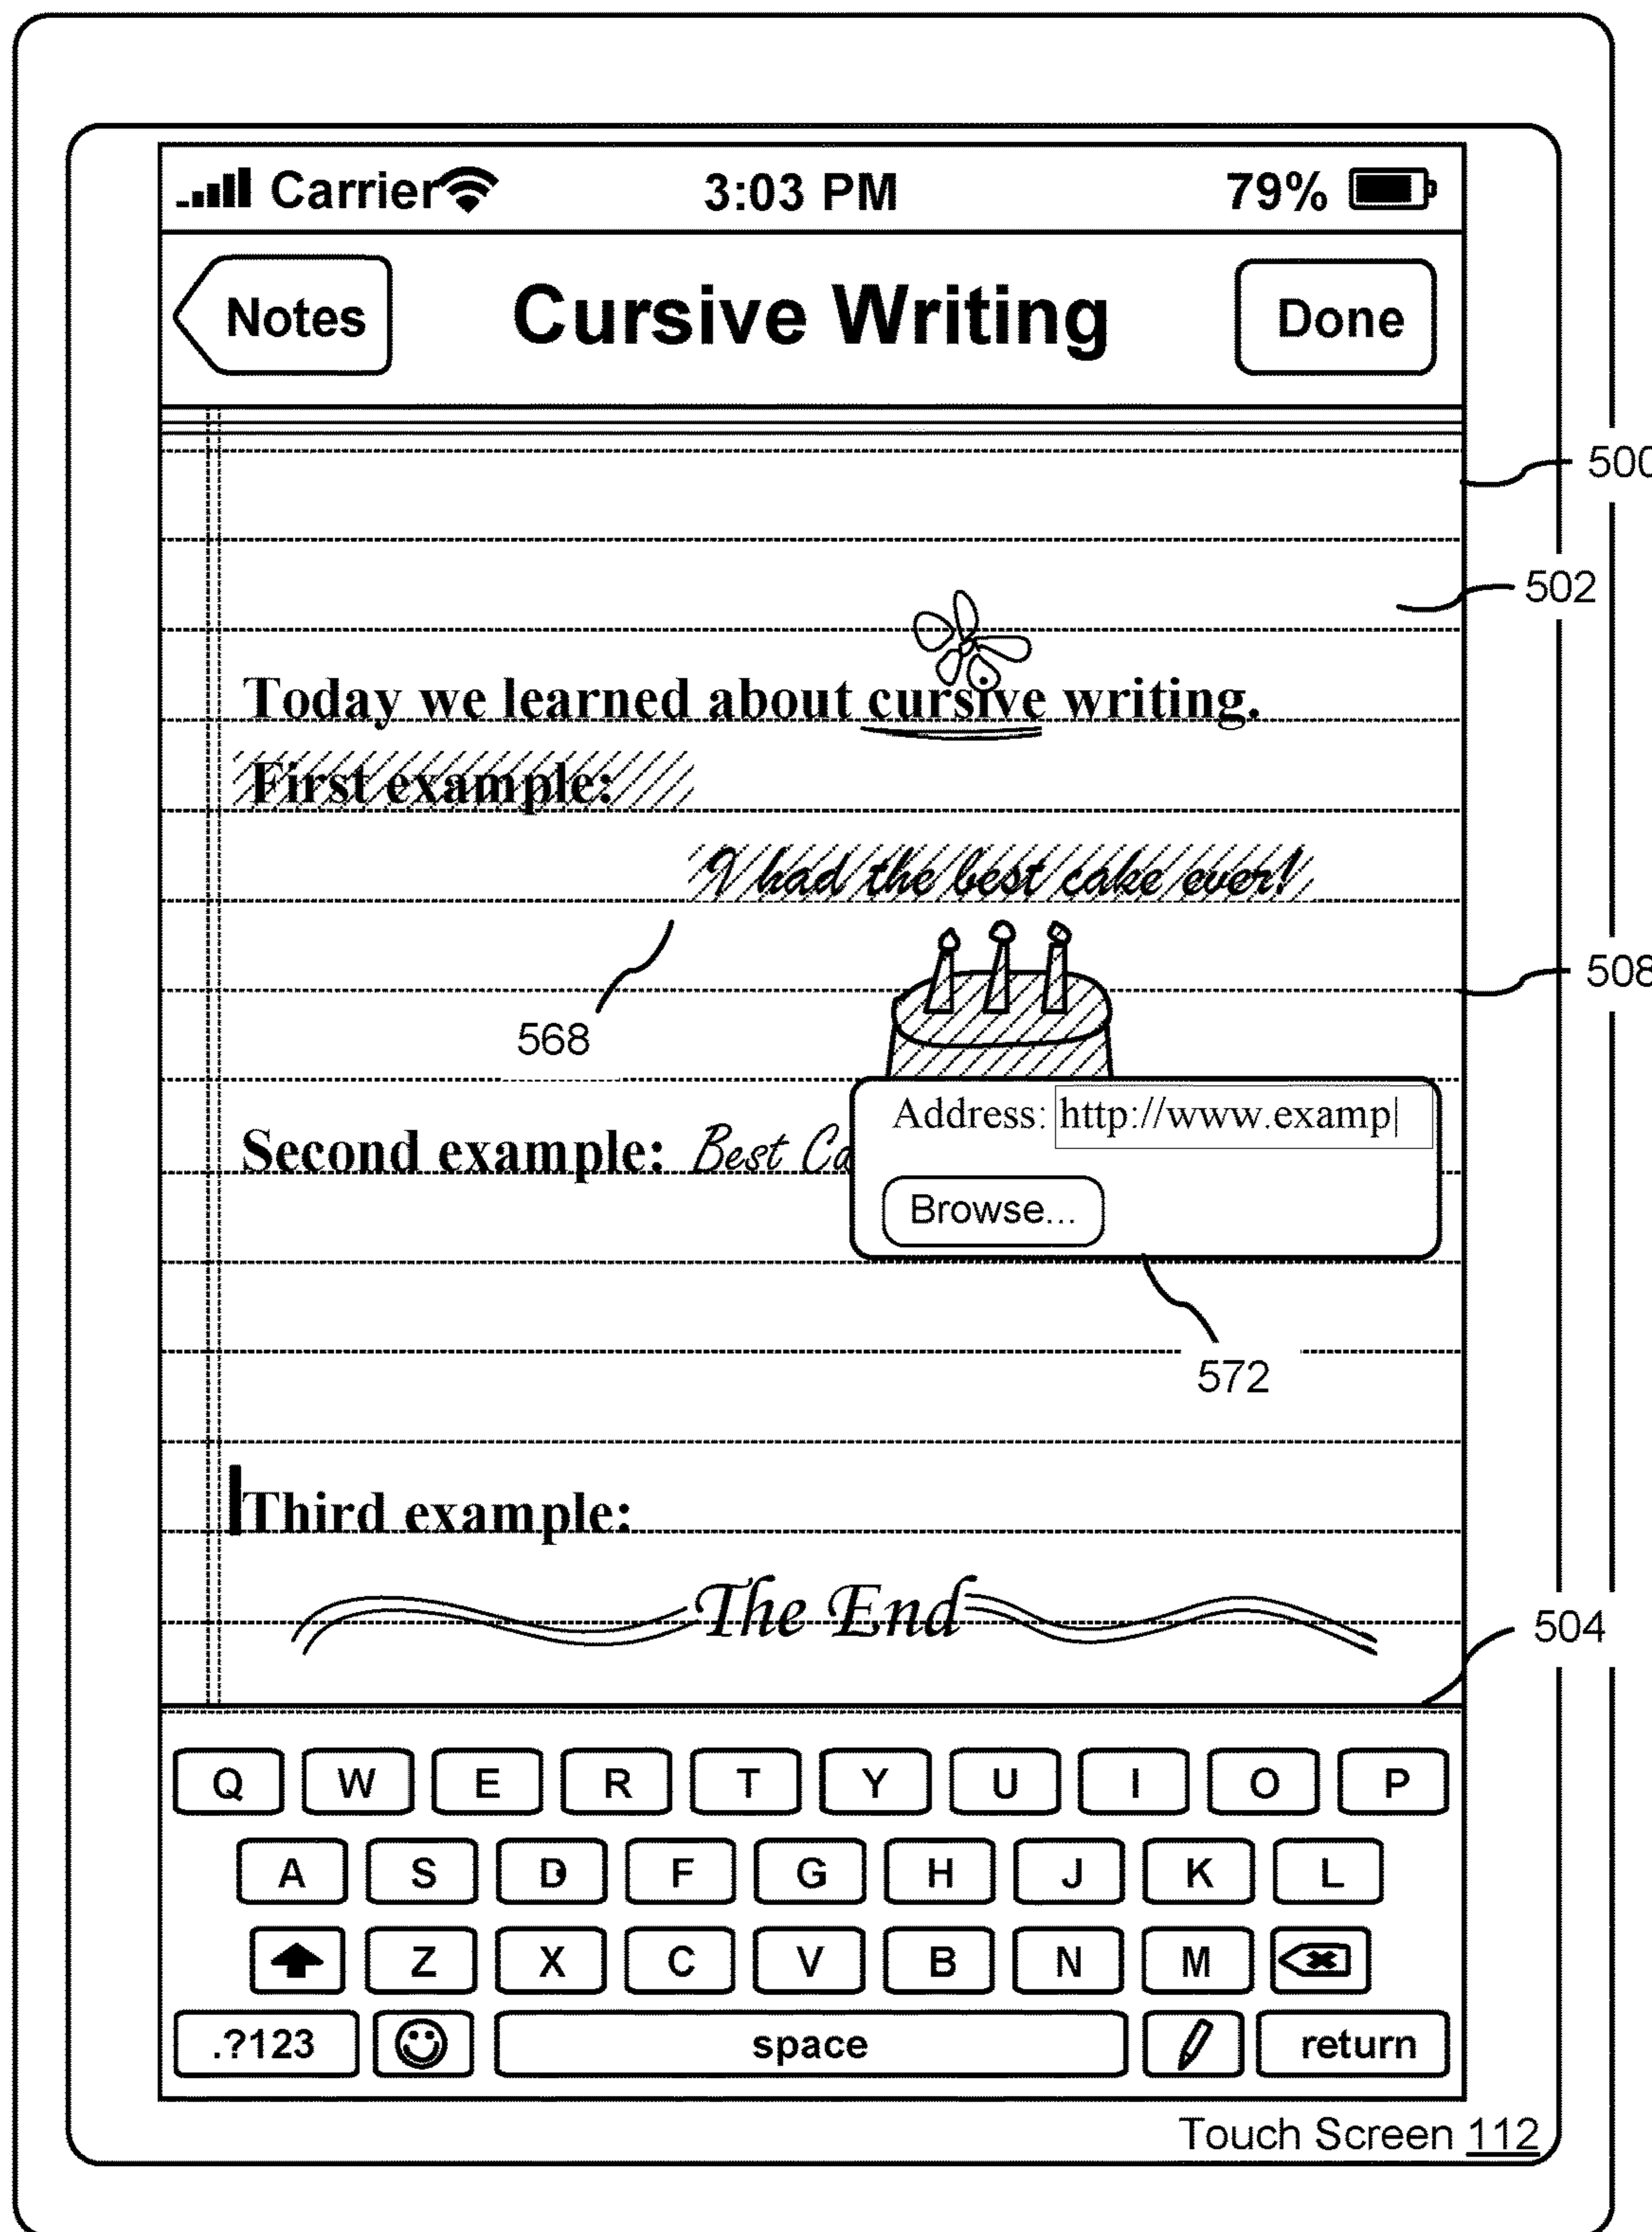 Carrier 3:03 PM 79%
Notes Cursive Writing Done
500
502
Today we learned about cursive writing.
First example:
I had the best cake ever!
508
568
Address: http://www.examp
Second example: Best Ca
Browse...
572
Third example:
The End
504
Q W E R T Y U I O P
A S D F G H J K L
Z X C V B N M
.?123 space return
Touch Screen 112